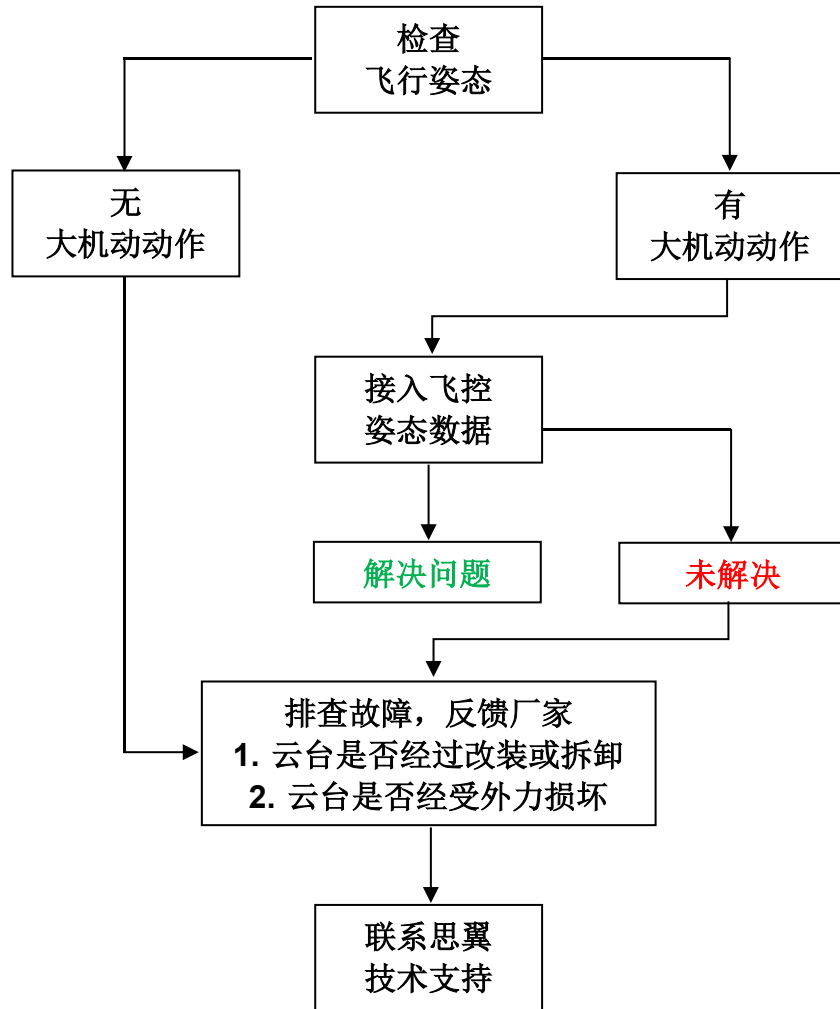 检查
飞行姿态
无
大机动动作
有
大机动动作
接入飞控
姿态数据
解决问题
未解决
排查故障，反馈厂家
1. 云台是否经过改装或拆卸
2. 云台是否经受外力损坏
联系思翼
技术支持